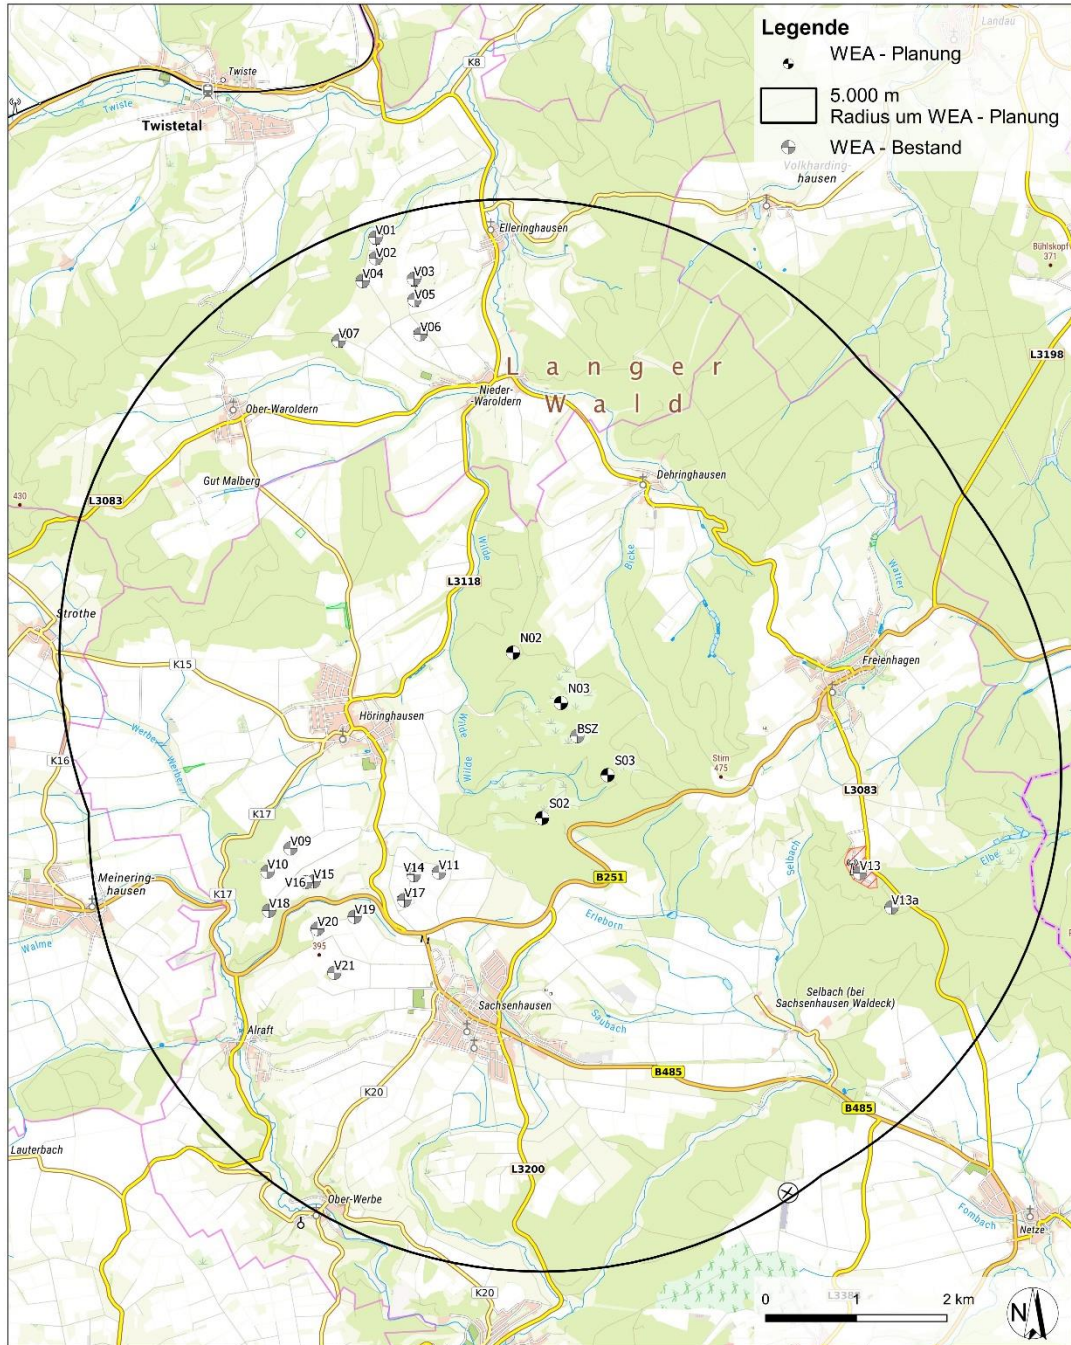 Legende
WEA - Planung
5.000 m
Radius um WEA - Planung
WEA - Bestand
Landau
K8
Twiste
Twiste
Twistetal
Volkharding-
hausen
Bühlskopf
371
Elleringhausen
V01
V02
V04
V03
V05
V06
V07
L3198
Langer
Wald
Nieder-
-Waroldern
Ober-Waroldern
Dehringhausen
Gut Malberg
430
L3083
Wilde
Bicke
Watter
L3118
Strothe
N02
K15
Freienhagen
N03
Höringhausen
BSZ
Wilde
Wilde
Werbe
Werber
K16
Stirn
475
S03
L3083
S02
K17
V09
V10
V16
V15
V14
V11
V17
V18
V19
V20
395
V21
Selbach
Elbe
V13
V13a
B251
Meinering-
hausen
K17
Walme
Erleborn
Sachsenhausen
Selbach (bei
Sachsenhausen Waldeck)
Saubach
Alraft
B485
K20
B485
Lauterbach
L3200
Ober-Werbe
Fombach
Netze
K20
0 1 2 km
N